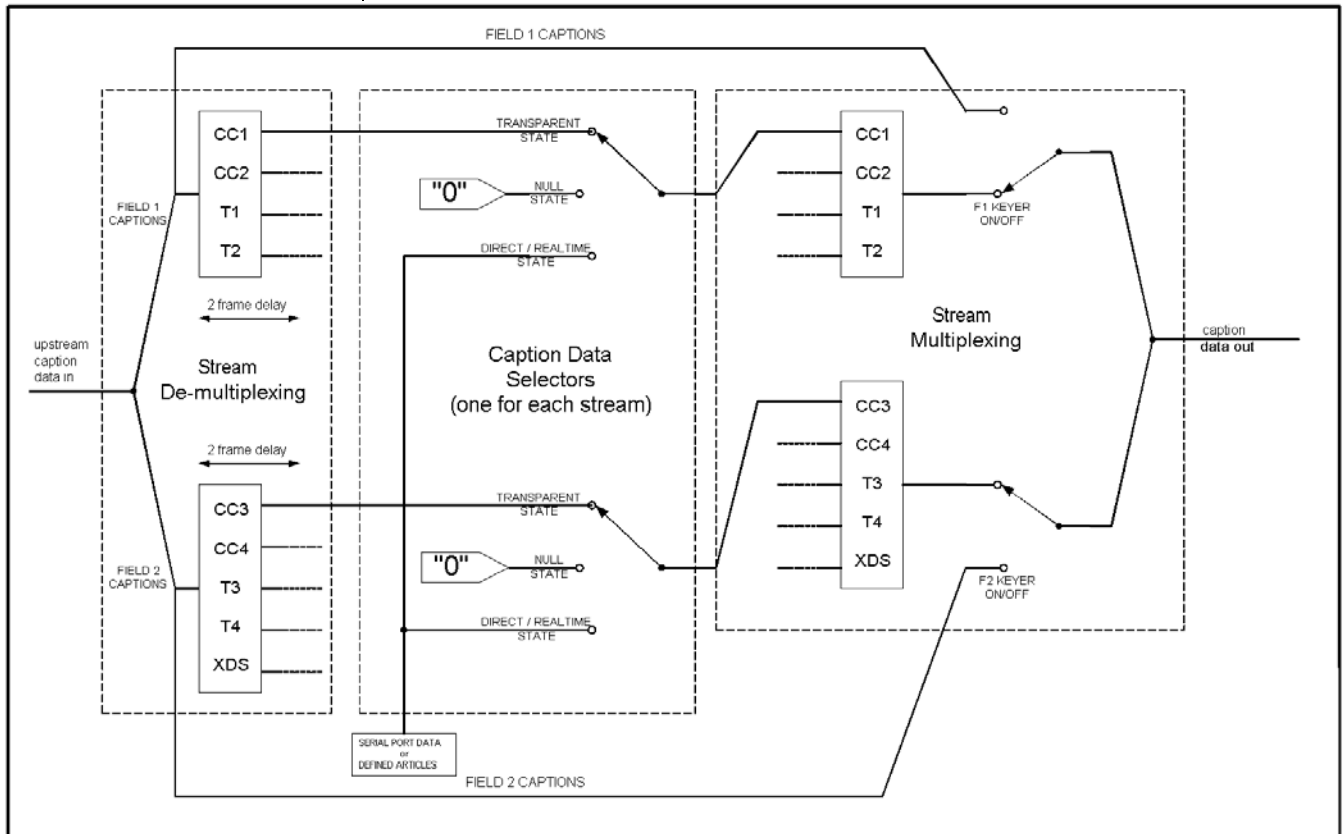 FIELD 1 CAPTIONS
CC1
CC2
T1
T2
FIELD 1
CAPTIONS
2 frame delay
upstream
caption
data in
Stream
De-multiplexing
2 frame delay
CC3
CC4
T3
T4
XDS
FIELD 2
CAPTIONS
TRANSPARENT
STATE
"0"
NULL
STATE
DIRECT / REALTIME
STATE
Caption Data
Selectors
(one for each stream)
TRANSPARENT
STATE
"0"
NULL
STATE
DIRECT / REALTIME
STATE
SERIAL PORT DATA
or
DEFINED ARTICLES
CC1
CC2
T1
T2
F1 KEYER
ON/OFF
Stream
Multiplexing
CC3
CC4
T3
T4
XDS
F2 KEYER
ON/OFF
caption
data out
FIELD 2 CAPTIONS